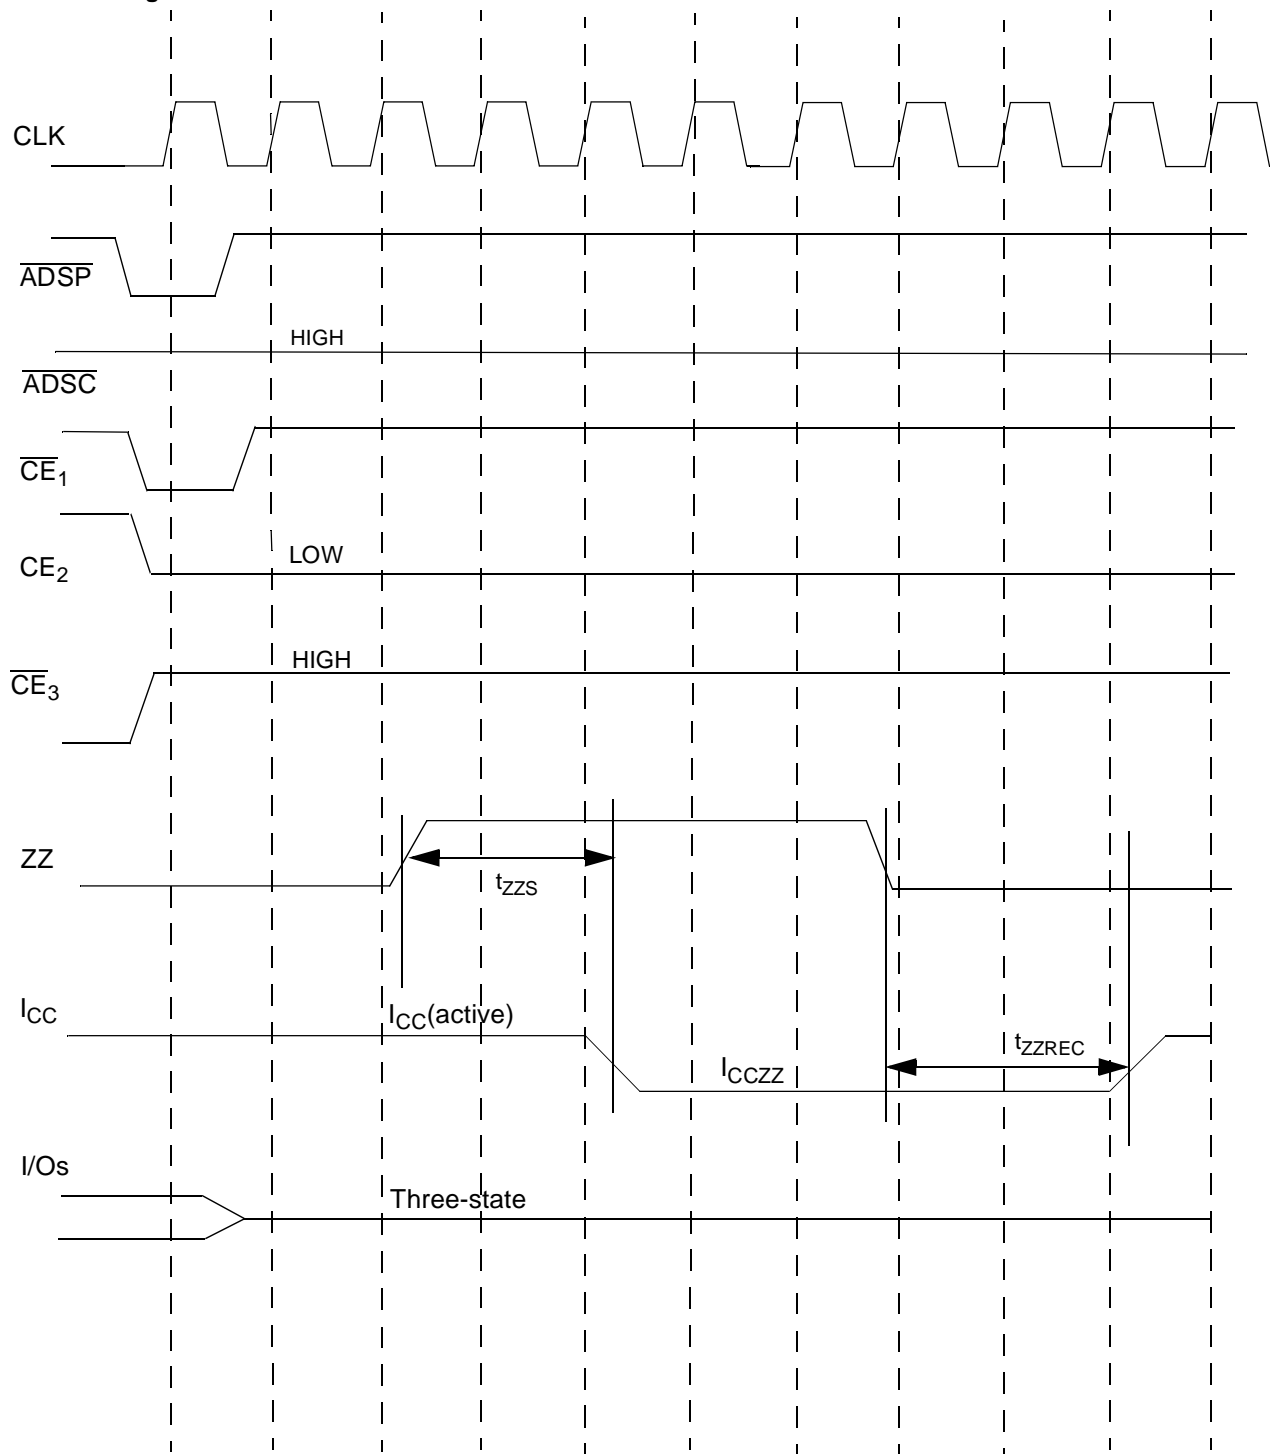 CLK
ADSP
HIGH
ADSC
CE1
LOW
CE2
HIGH
CE3
ZZ
tZZS
ICC
ICC(active)
tZZREC
ICCZZ
I/Os
Three-state